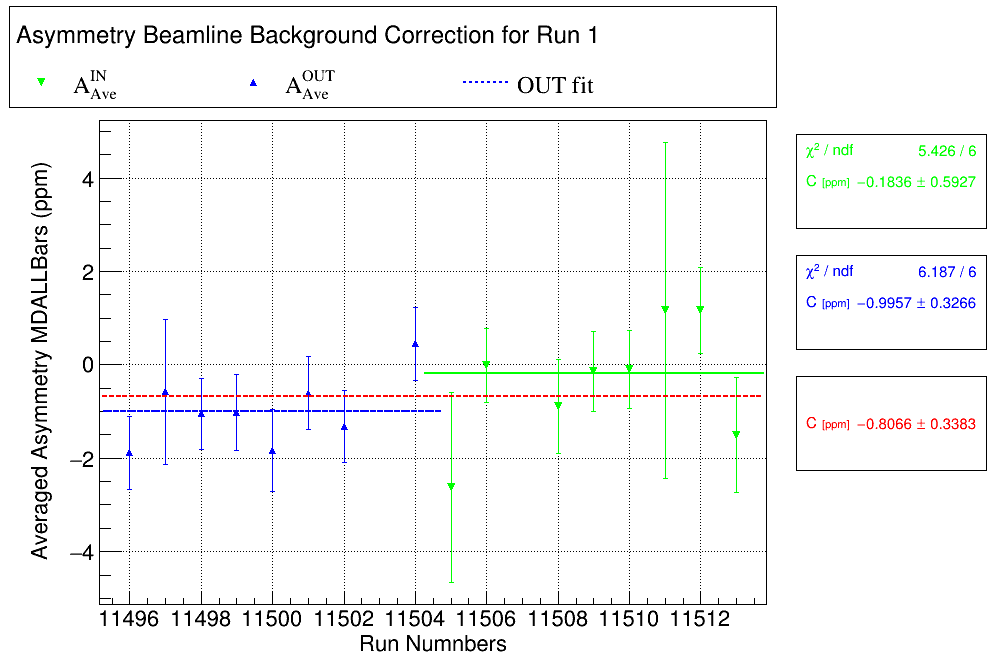 Asymmetry Beamline Background Correction for Run 1
A^IN_Ave A^OUT_Ave OUT fit
χ² / ndf 5.426 / 6
C [ppm] −0.1836 ± 0.5927
χ² / ndf 6.187 / 6
C [ppm] −0.9957 ± 0.3266
C [ppm] −0.8066 ± 0.3383
Averaged Asymmetry MDALLBars (ppm)
4
2
0
−2
−4
11496 11498 11500 11502 11504 11506 11508 11510 11512
Run Numnbers